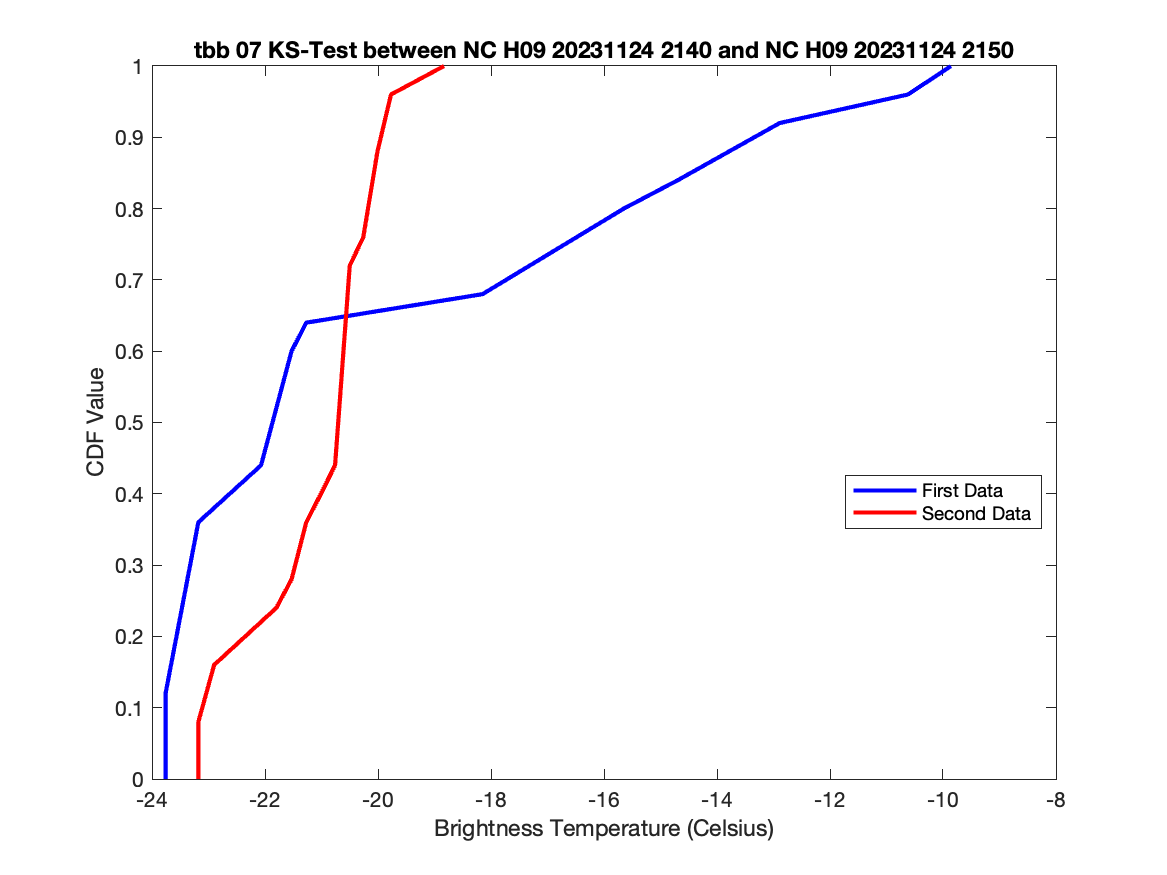 tbb 07 KS-Test between NC H09 20231124 2140 and NC H09 20231124 2150
1
0.9
0.8
0.7
0.6
0.5
0.4
0.3
0.2
0.1
0
CDF Value
First Data
Second Data
-24 -22 -20 -18 -16 -14 -12 -10 -8
Brightness Temperature (Celsius)